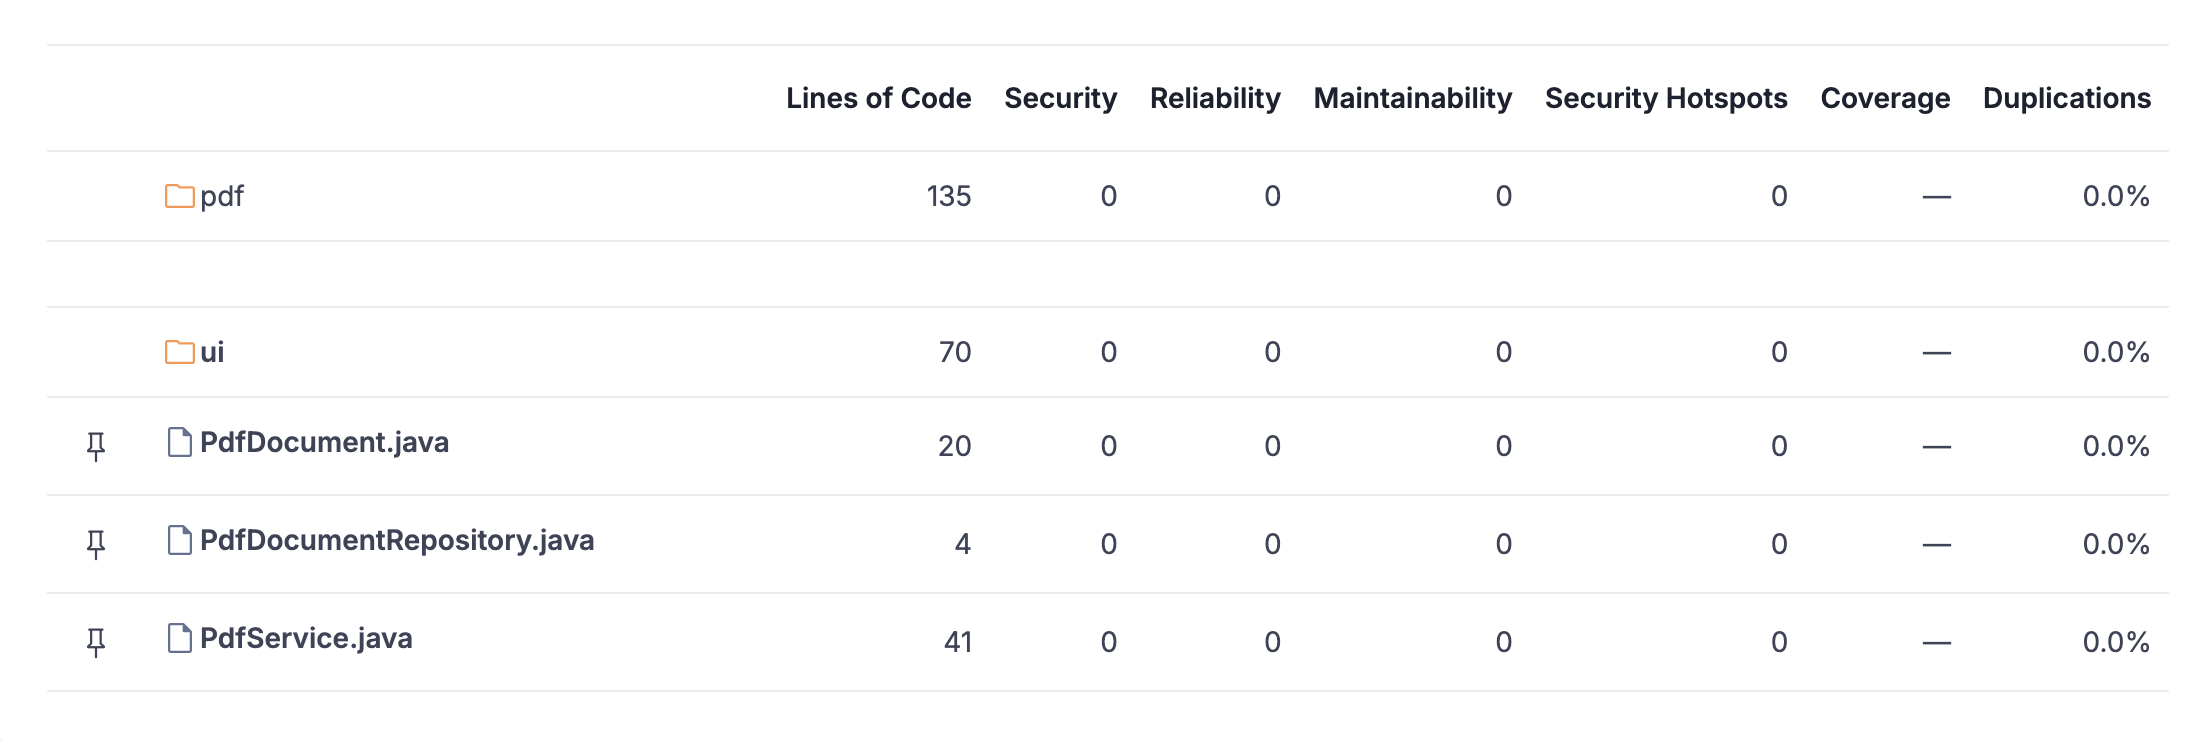 Lines of Code Security Reliability Maintainability Security Hotspots Coverage Duplications
pdf 135 0 0 0 0 — 0.0%
ui 70 0 0 0 0 — 0.0%
PdfDocument.java 20 0 0 0 0 — 0.0%
PdfDocumentRepository.java 4 0 0 0 0 — 0.0%
PdfService.java 41 0 0 0 0 — 0.0%